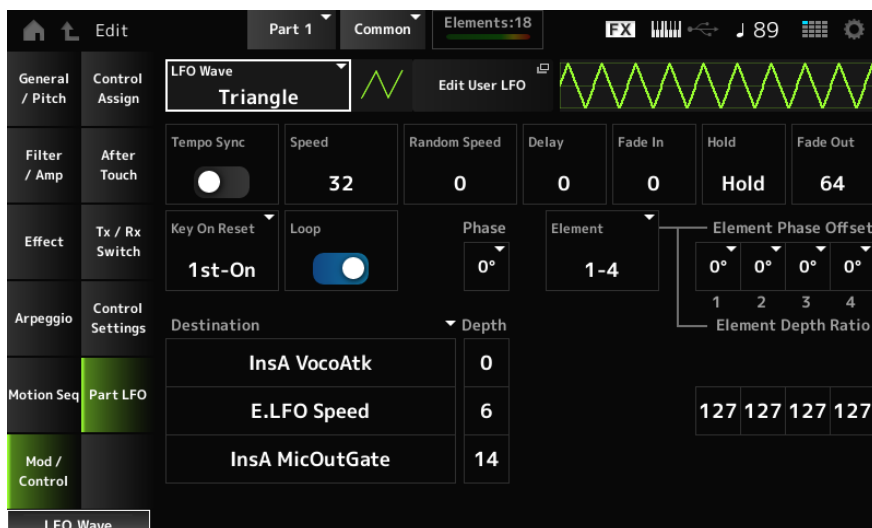 Edit
Part 1
Common
Elements:18
FX
♩ 89
General / Pitch
Control Assign
LFO Wave
Triangle
Edit User LFO
Filter / Amp
After Touch
Tempo Sync
Speed
32
Random Speed
0
Delay
0
Fade In
0
Hold
Hold
Fade Out
64
Effect
Tx / Rx Switch
Key On Reset
1st-On
Loop
Phase
0°
Element
1-4
Element Phase Offset
0° 0° 0° 0°
1 2 3 4
Element Depth Ratio
Arpeggio
Control Settings
Destination
Depth
InsA VocoAtk
0
Motion Seq
Part LFO
E.LFO Speed
6
127 127 127 127
InsA MicOutGate
14
Mod / Control
LFO Wave